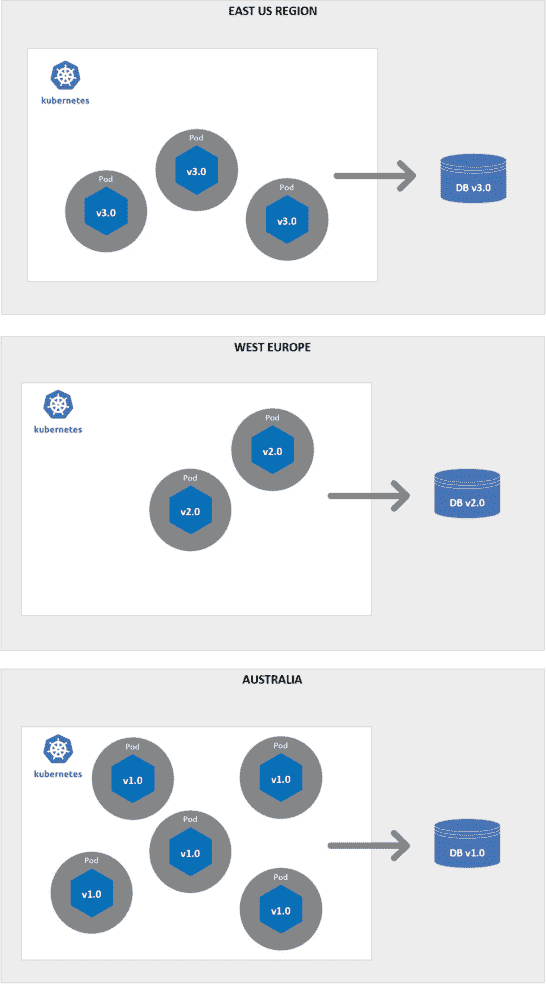 EAST US REGION
kubernetes
Pod
v3.0
Pod
v3.0
Pod
v3.0
DB v3.0
WEST EUROPE
kubernetes
Pod
v2.0
Pod
v2.0
DB v2.0
AUSTRALIA
kubernetes
Pod
v1.0
Pod
v1.0
Pod
v1.0
Pod
v1.0
Pod
v1.0
DB v1.0